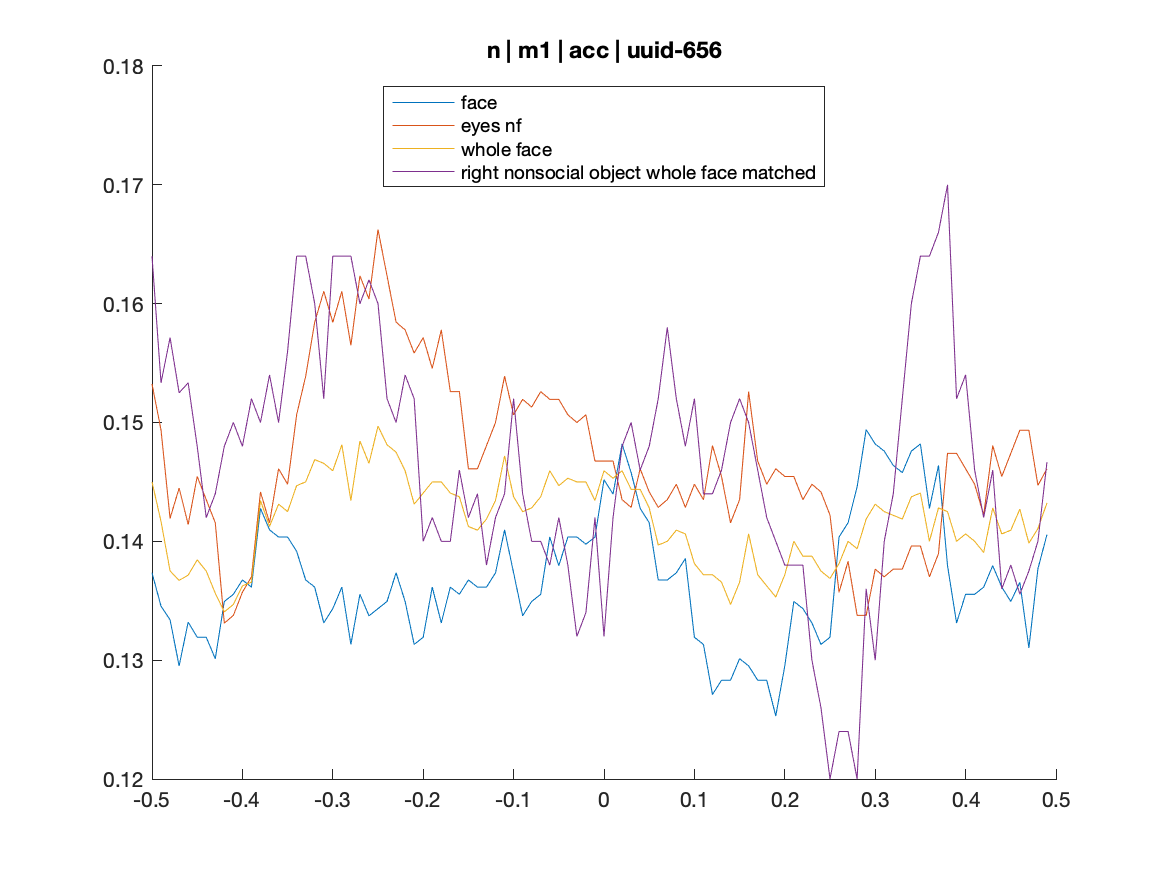 n | m1 | acc | uuid-656
face
eyes nf
whole face
right nonsocial object whole face matched
0.18
0.17
0.16
0.15
0.14
0.13
0.12
-0.5 -0.4 -0.3 -0.2 -0.1 0 0.1 0.2 0.3 0.4 0.5